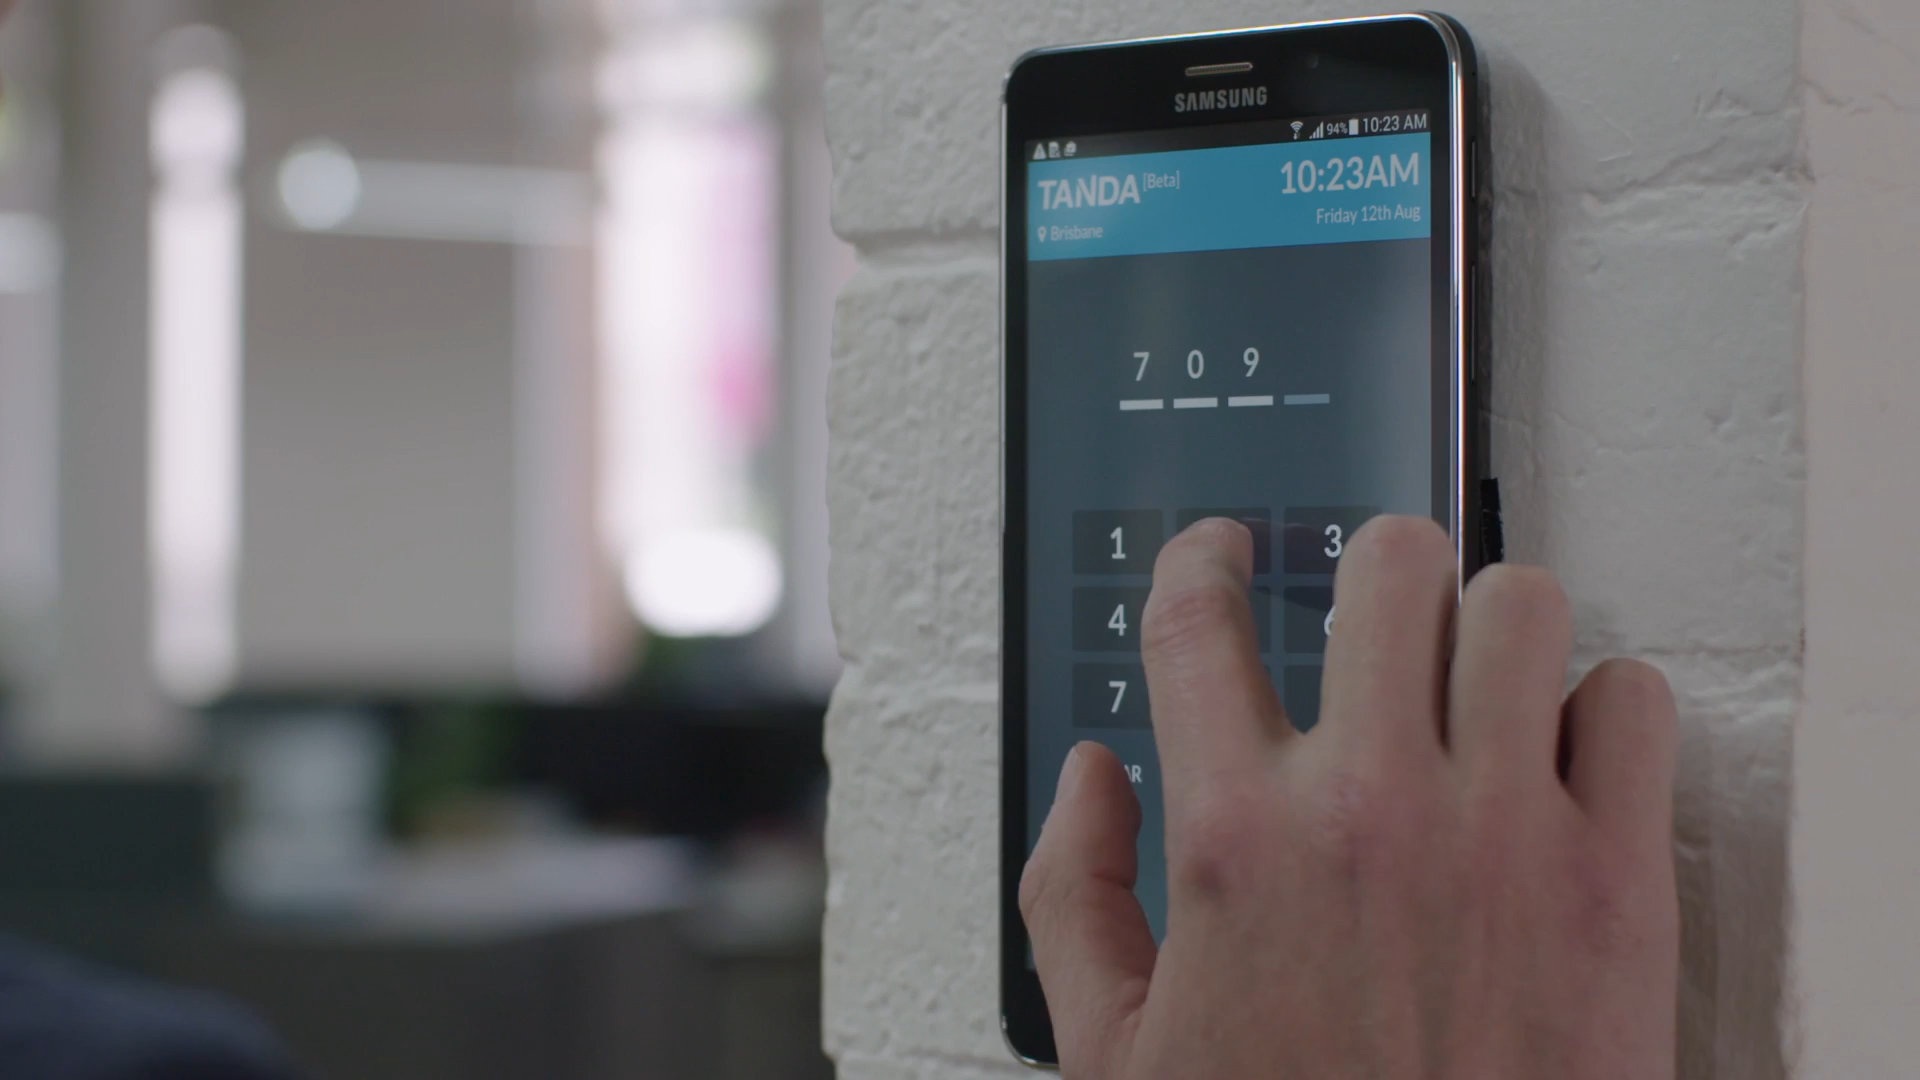 SAMSUNG
94% 10:23 AM
TANDA [Beta] 10:23AM
Brisbane Friday 12th Aug
7 0 9
1 3
4
7